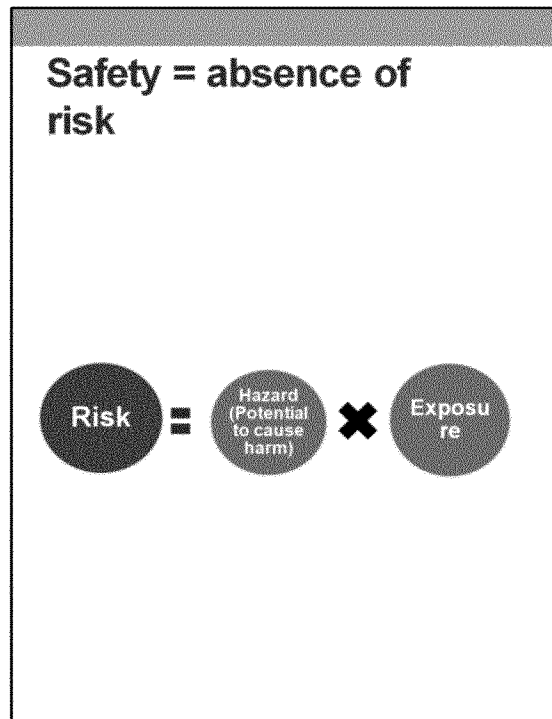 Safety = absence of
risk
Risk
=
Hazard
(Potential
to cause
harm)
✖
Exposu
re